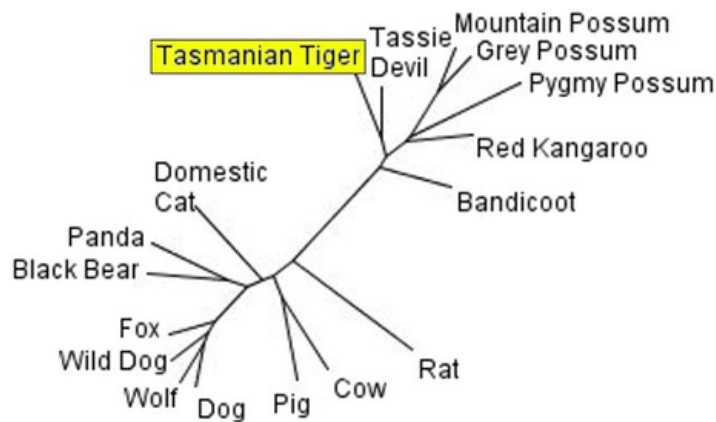 Mountain Possum
Tassie
Devil
Grey Possum
Tasmanian Tiger
Pygmy Possum
Red Kangaroo
Domestic
Cat
Bandicoot
Panda
Black Bear
Fox
Wild Dog
Rat
Wolf
Dog
Pig
Cow